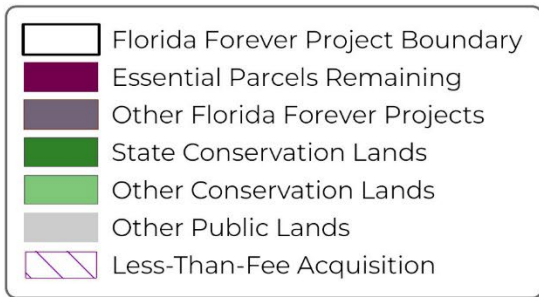 Florida Forever Project Boundary
Essential Parcels Remaining
Other Florida Forever Projects
State Conservation Lands
Other Conservation Lands
Other Public Lands
Less-Than-Fee Acquisition